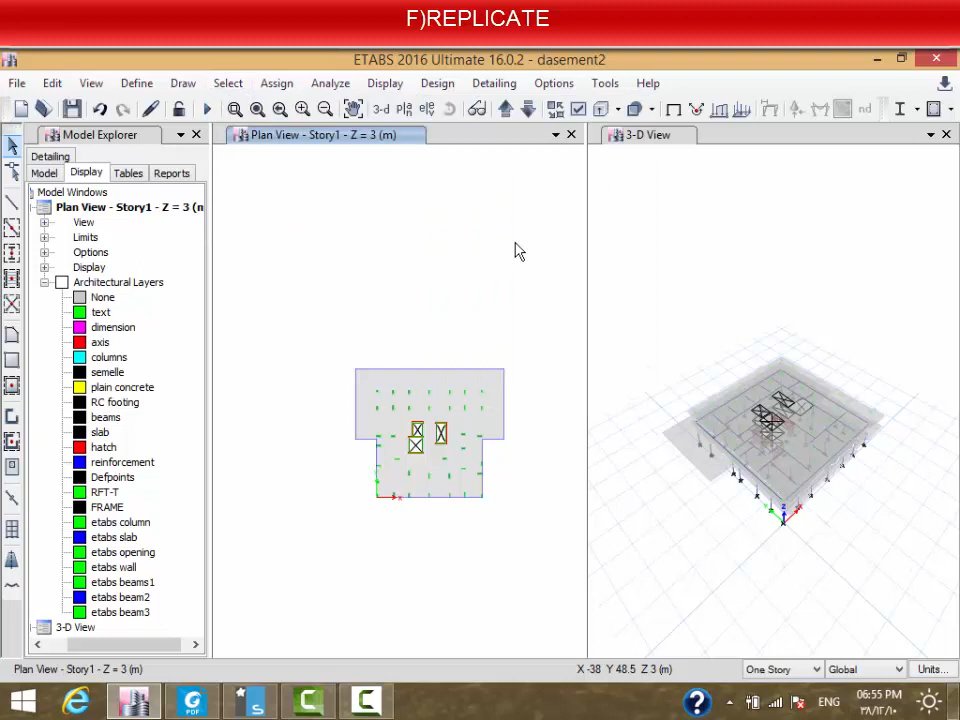 F)REPLICATE
ETABS 2016 Ultimate 16.0.2 - dasement2
File Edit View Define Draw Select Assign Analyze Display Design Detailing Options Tools Help
3-d
nd
Model Explorer
Plan View - Story1 - Z = 3 (m)
3-D View
Detailing
Model Display Tables Reports
Model Windows
Plan View - Story1 - Z = 3 (n
View
Limits
Options
Display
Architectural Layers
None
text
dimension
axis
columns
semelle
plain concrete
RC footing
beams
slab
hatch
reinforcement
Defpoints
RFT-T
FRAME
etabs column
etabs slab
etabs opening
etabs wall
etabs beams1
etabs beam2
etabs beam3
3-D View
Plan View - Story1 - Z = 3 (m)
X -38 Y 48.5 Z 3 (m)
One Story
Global
Units...
ENG
06:55 PM
٣٨/١٢/١٠